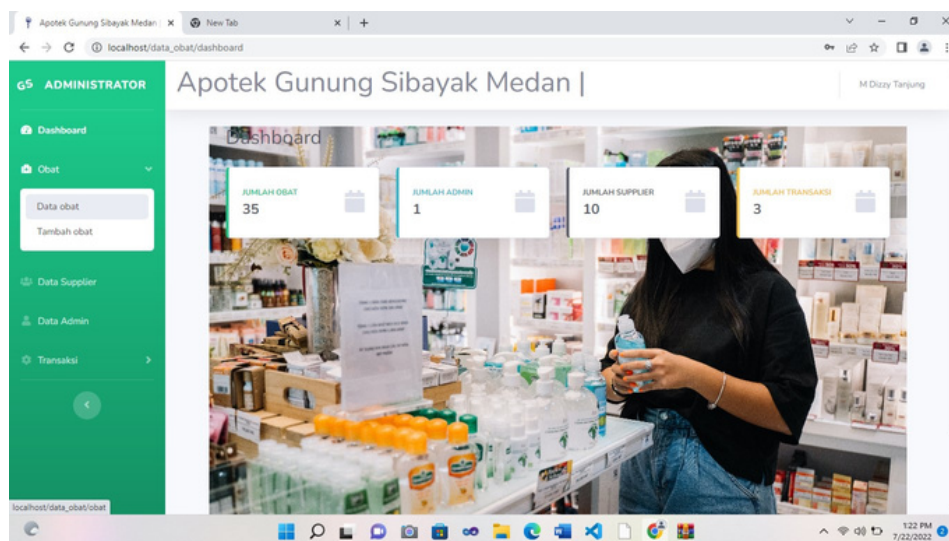 Apotek Gunung Sibayak Medan |
New Tab
localhost/data_obat/dashboard
GS ADMINISTRATOR
Apotek Gunung Sibayak Medan |
M Dizzy Tanjung
Dashboard
Dashboard
Obat
Data obat
Tambah obat
Data Supplier
Data Admin
Transaksi
JUMLAH OBAT
35
JUMLAH ADMIN
1
JUMLAH SUPPLIER
10
JUMLAH TRANSAKSI
3
localhost/data_obat/obat
1:22 PM
7/22/2022
2